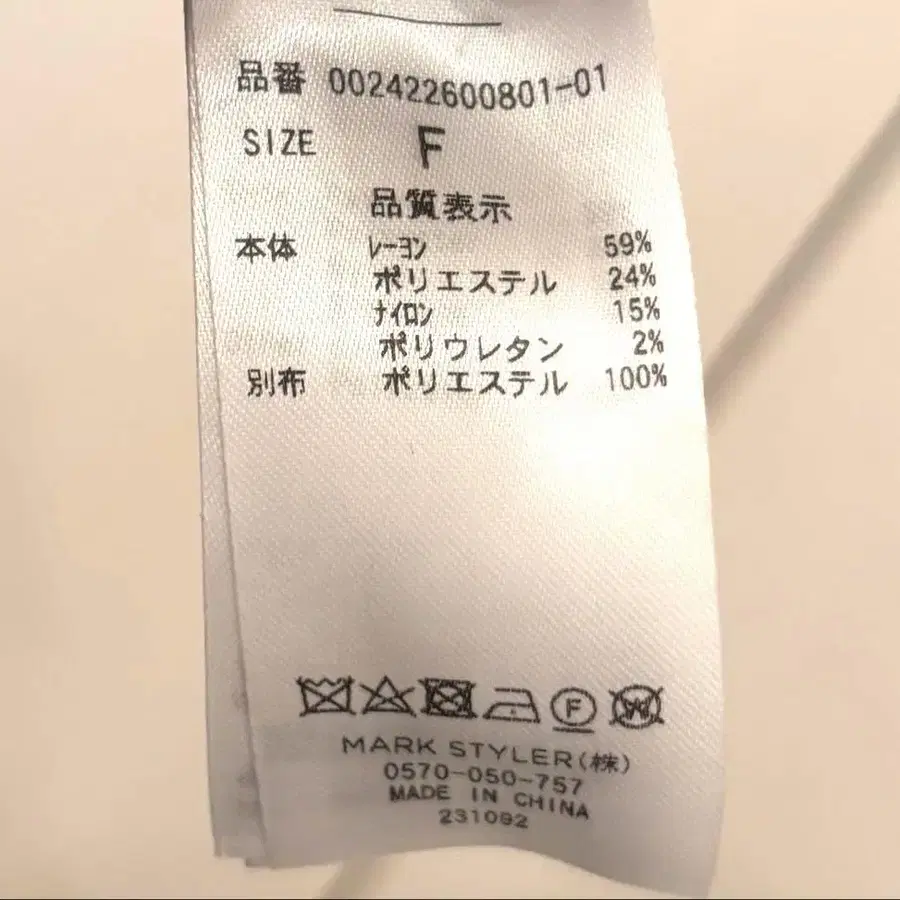 品番 002422600801-01
SIZE F
品質表示
本体 ﾚｰﾖﾝ 59%
ポリエステル 24%
ﾅｲﾛﾝ 15%
ポリウレタン 2%
別布 ポリエステル 100%
F W
MARK STYLER(株)
0570-050-757
MADE IN CHINA
231092